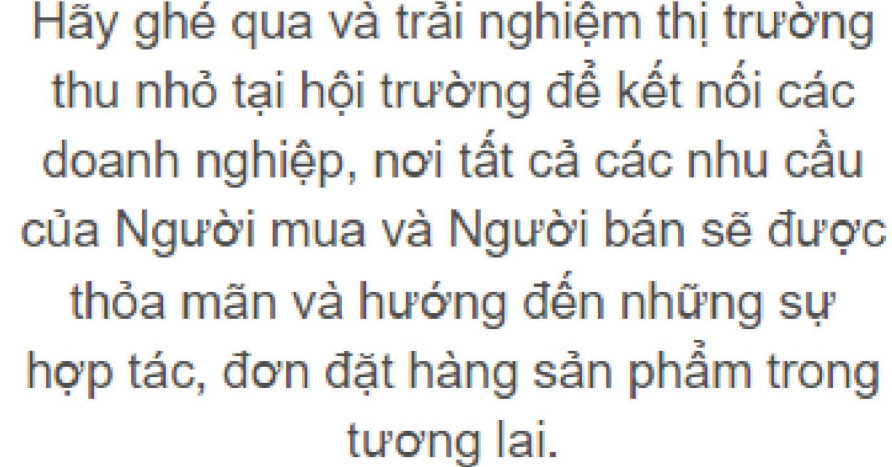 Hãy ghé qua và trải nghiệm thị trường
thu nhỏ tại hội trường để kết nối các
doanh nghiệp, nơi tất cả các nhu cầu
của Người mua và Người bán sẽ được
thỏa mãn và hướng đến những sự
hợp tác, đơn đặt hàng sản phẩm trong
tương lai.